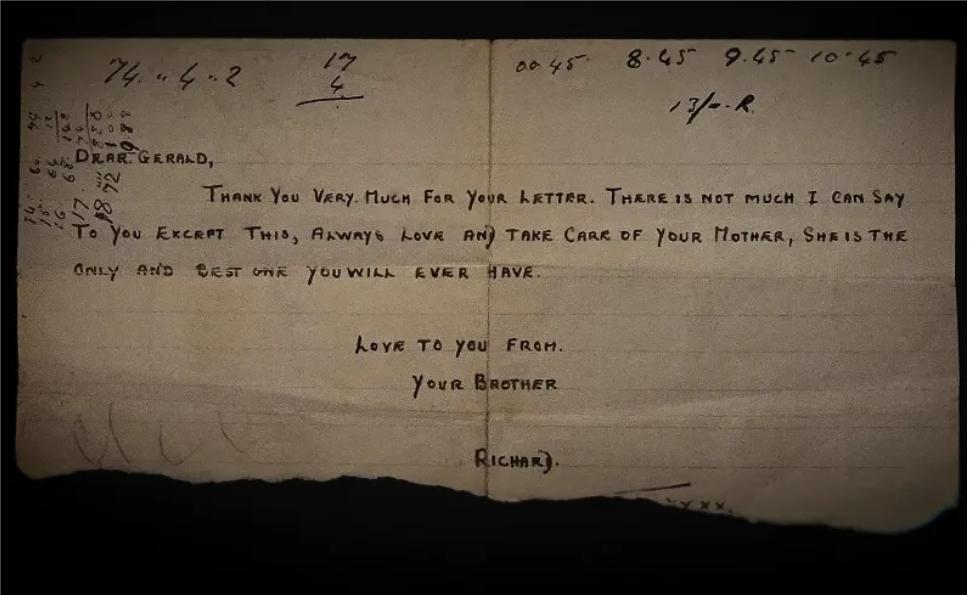 74 " 4 " 2
17
4
00 45 8.45 9.45 10.45
13/-. R.
DEAR GERALD,
THANK YOU VERY MUCH FOR YOUR LETTER. THERE IS NOT MUCH I CAN SAY
TO YOU EXCEPT THIS, ALWAYS LOVE AND TAKE CARE OF YOUR MOTHER, SHE IS THE
ONLY AND BEST ONE YOU WILL EVER HAVE.
LOVE TO YOU FROM.
YOUR BROTHER
RICHARD.
XXXX.